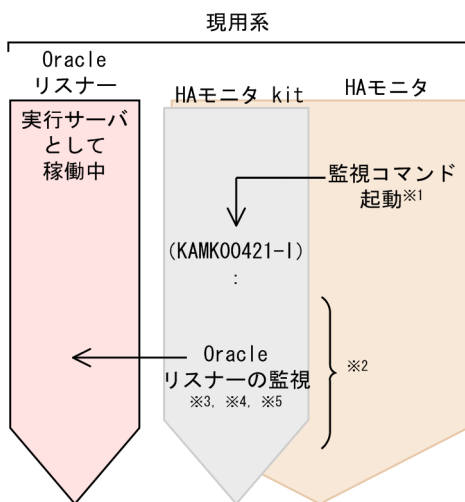 現用系
Oracle
リスナー
HAモニタ kit
HAモニタ
実行サーバ
として
稼働中
監視コマンド
起動※1
(KAMK00421-I)
:
Oracle
リスナーの監視
※3, ※4, ※5
※2